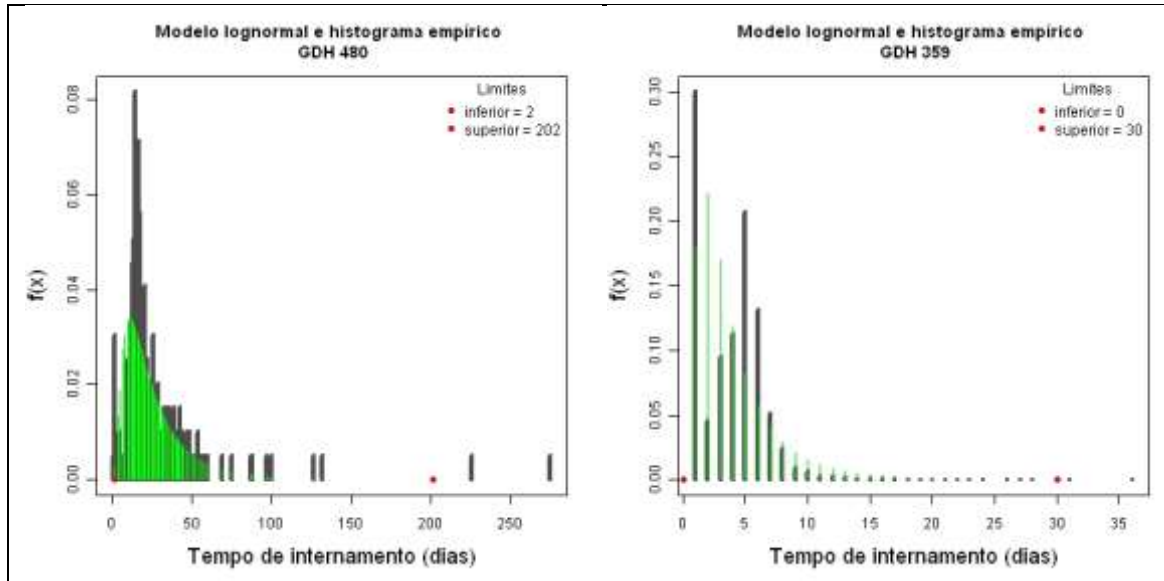 Modelo lognormal e histograma empírico
GDH 480
Limites
inferior = 2
superior = 202
f(x)
0.00
0.02
0.04
0.06
0.08
0
50
100
150
200
250
Tempo de internamento (dias)
Modelo lognormal e histograma empírico
GDH 359
Limites
inferior = 0
superior = 30
f(x)
0.00
0.05
0.10
0.15
0.20
0.25
0.30
0
5
10
15
20
25
30
35
Tempo de internamento (dias)